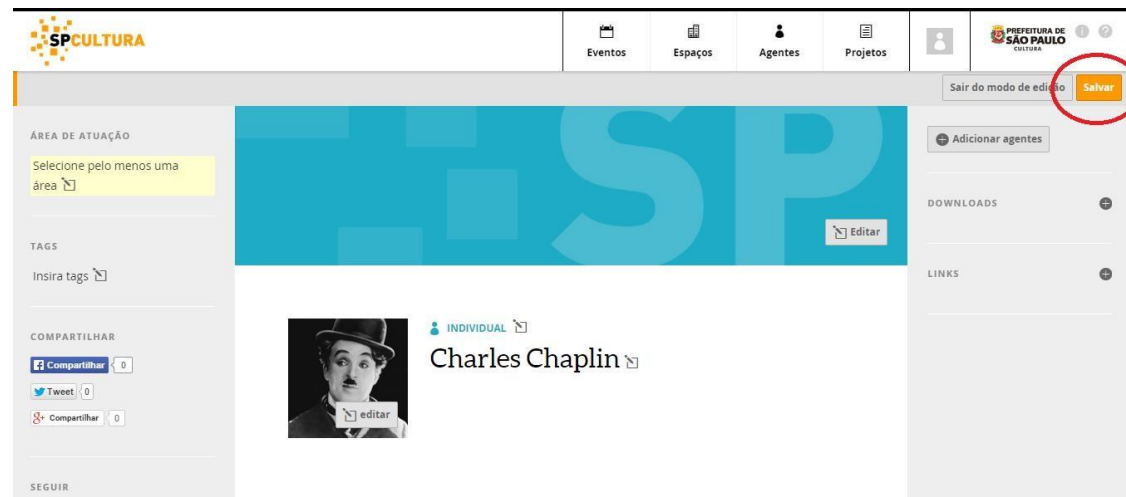 SPCULTURA
Eventos
Espaços
Agentes
Projetos
PREFEITURA DE
SÃO PAULO
CULTURA
Sair do modo de edição
Salvar
ÁREA DE ATUAÇÃO
Selecione pelo menos uma
área
TAGS
Insira tags
COMPARTILHAR
Compartilhar 0
Tweet 0
g+ Compartilhar 0
SEGUIR
SP
Editar
INDIVIDUAL
Charles Chaplin
editar
Adicionar agentes
DOWNLOADS
LINKS